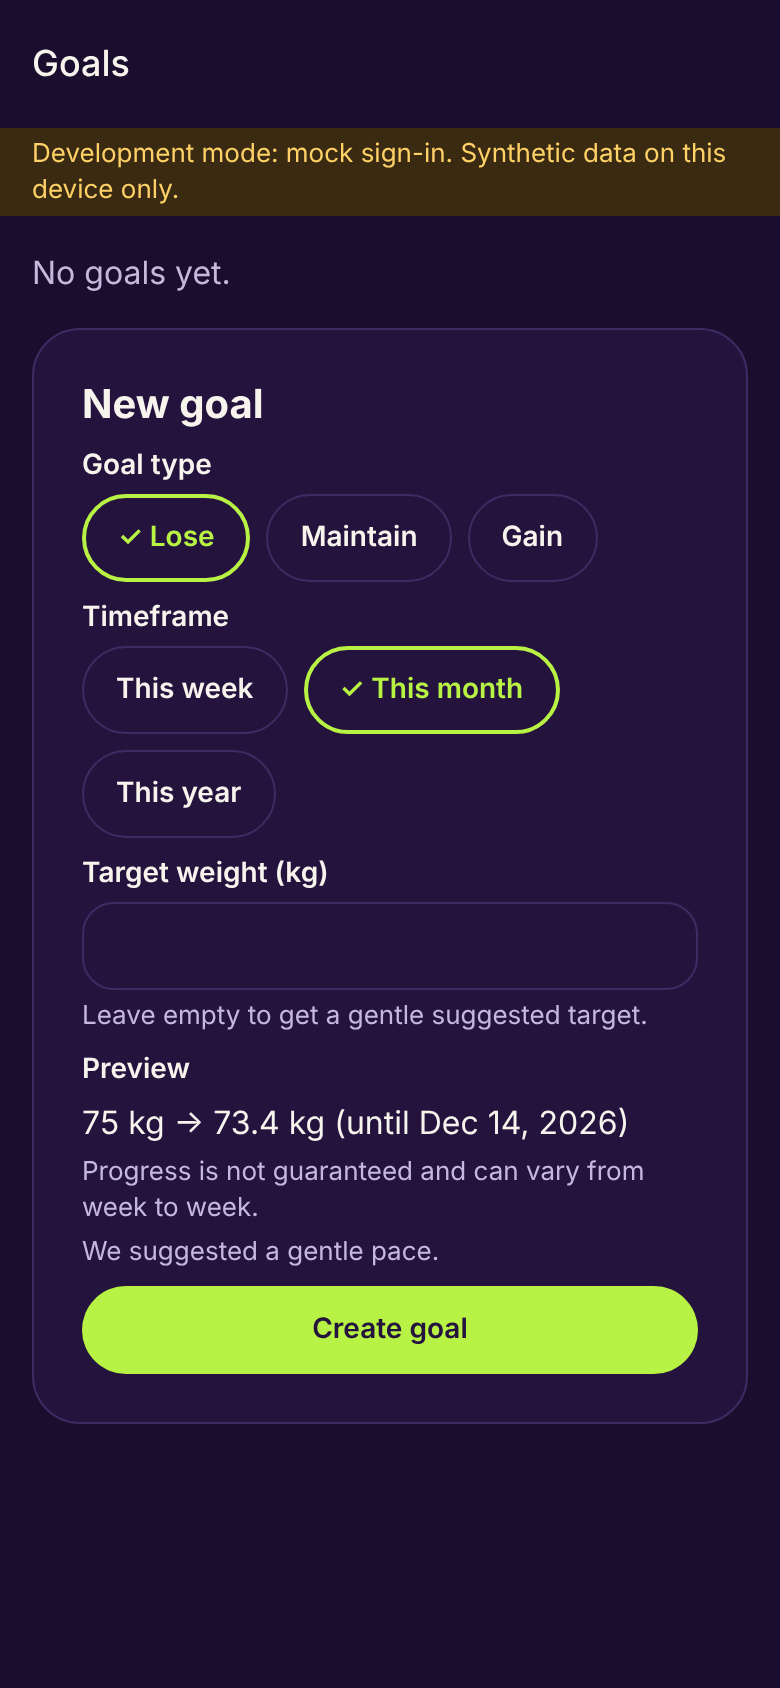 Goals
Development mode: mock sign-in. Synthetic data on this
device only.
No goals yet.
New goal
Goal type
✓ Lose
Maintain
Gain
Timeframe
This week
✓ This month
This year
Target weight (kg)
Leave empty to get a gentle suggested target.
Preview
75 kg → 73.4 kg (until Dec 14, 2026)
Progress is not guaranteed and can vary from
week to week.
We suggested a gentle pace.
Create goal